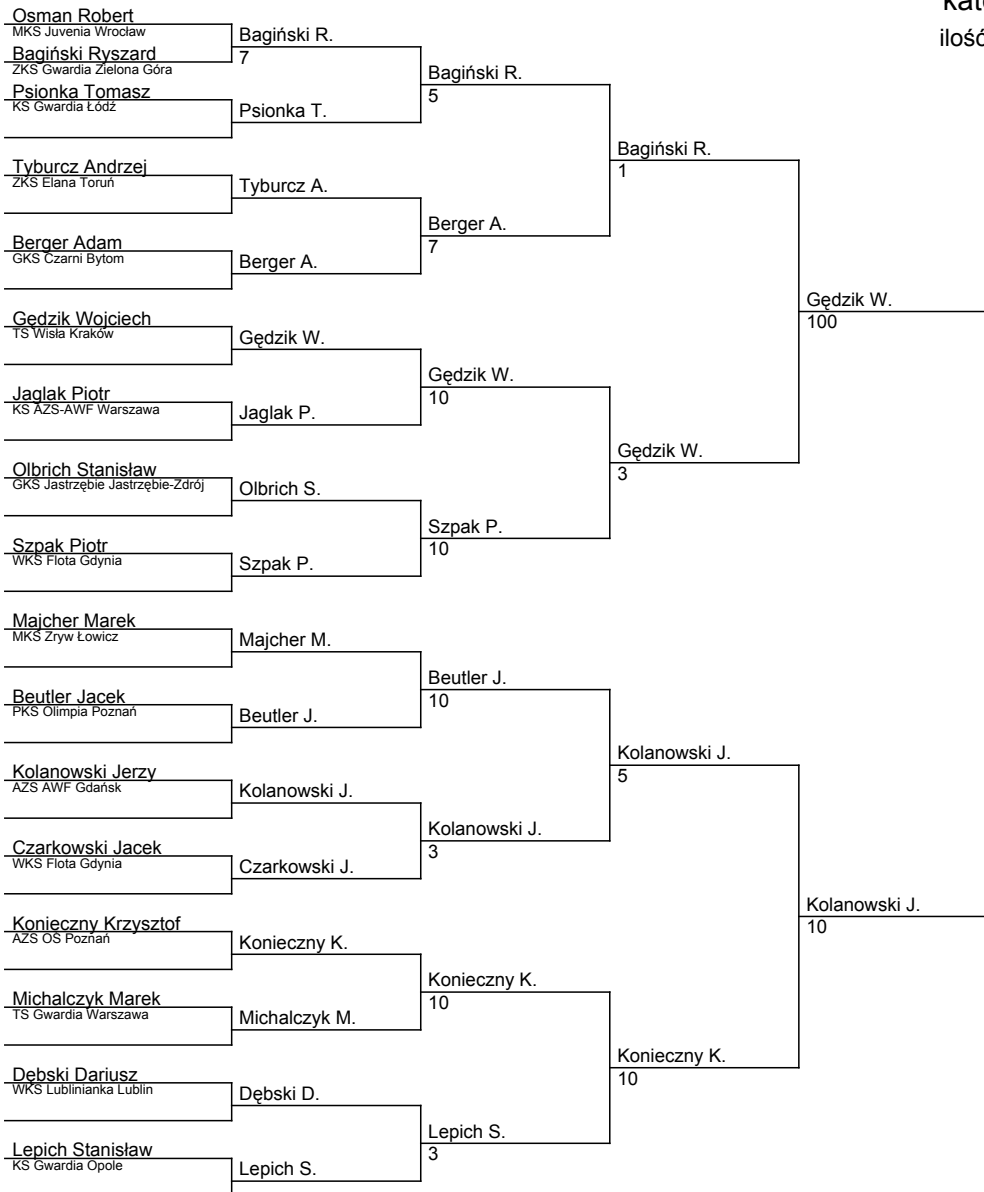 Osman Robert
MKS Juvenia Wrocław
Bagiński Ryszard
ZKS Gwardia Zielona Góra
Psionka Tomasz
KS Gwardia Łódź
Tyburcz Andrzej
ZKS Elana Toruń
Berger Adam
GKS Czarni Bytom
Gędzik Wojciech
TS Wisła Kraków
Jaglak Piotr
KS AZS-AWF Warszawa
Olbrich Stanisław
GKS Jastrzębie Jastrzębie-Zdrój
Szpak Piotr
WKS Flota Gdynia
Majcher Marek
MKS Zryw Łowicz
Beutler Jacek
PKS Olimpia Poznań
Kolanowski Jerzy
AZS AWF Gdańsk
Czarkowski Jacek
WKS Flota Gdynia
Konieczny Krzysztof
AZS OŚ Poznań
Michalczyk Marek
TS Gwardia Warszawa
Dębski Dariusz
WKS Lublinianka Lublin
Lepich Stanisław
KS Gwardia Opole
Bagiński R.
7
Psionka T.
Tyburcz A.
Berger A.
Gędzik W.
Jaglak P.
Olbrich S.
Szpak P.
Majcher M.
Beutler J.
Kolanowski J.
Czarkowski J.
Konieczny K.
Michalczyk M.
Dębski D.
Lepich S.
Bagiński R.
5
Berger A.
7
Gędzik W.
10
Szpak P.
10
Beutler J.
10
Kolanowski J.
3
Konieczny K.
10
Lepich S.
3
Bagiński R.
1
Gędzik W.
3
Kolanowski J.
5
Konieczny K.
10
Gędzik W.
100
Kolanowski J.
10
ilość